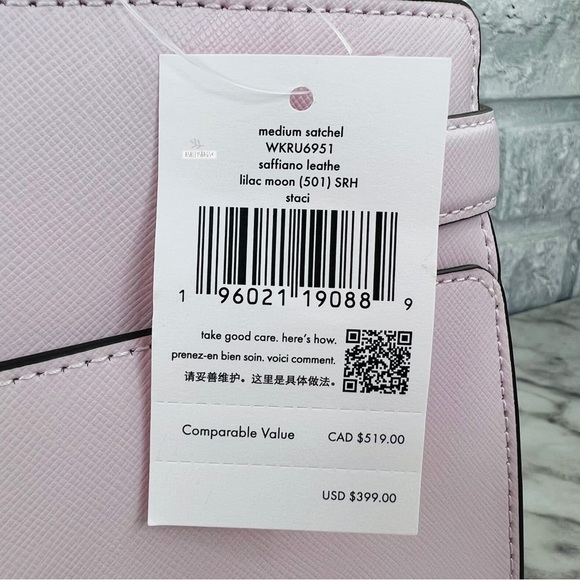 medium satchel
WKRU6951
saffiano leathe
lilac moon (501) SRH
staci
1 96021 19088 9
take good care. here's how.
prenez-en bien soin. voici comment.
请妥善维护。这里是具体做法。
Comparable Value CAD $519.00
USD $399.00